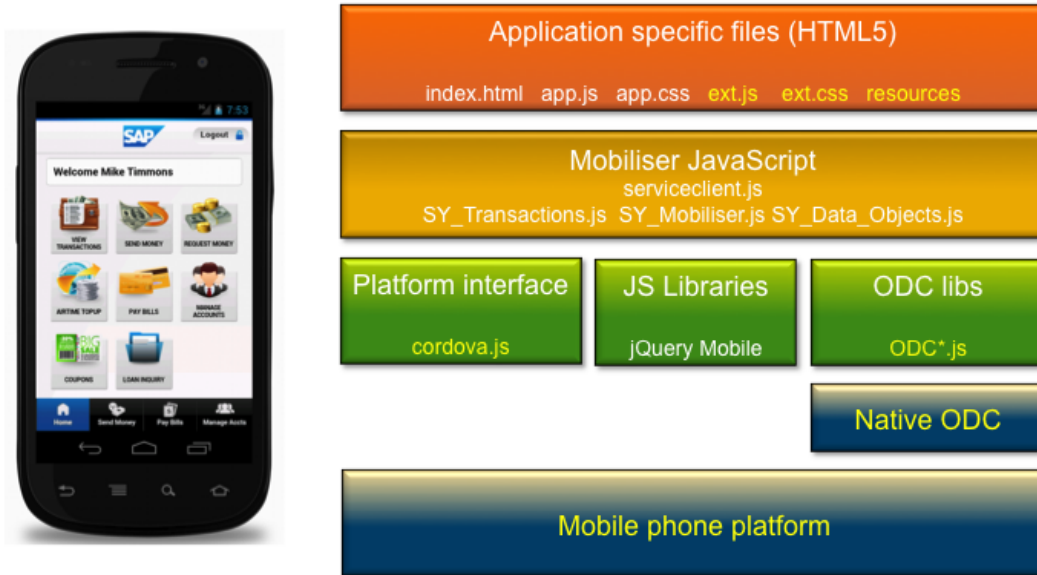 7:53
SAP
Logout
Welcome Mike Timmons
VIEW
TRANSACTIONS
SEND MONEY
REQUEST MONEY
AIRTIME TOPUP
PAY BILLS
MANAGE
ACCOUNTS
COUPONS
LOAN INQUIRY
Home
Send Money
Pay Bills
Manage Accts
Application specific files (HTML5)
index.html app.js app.css ext.js ext.css resources
Mobiliser JavaScript
serviceclient.js
SY_Transactions.js SY_Mobiliser.js SY_Data_Objects.js
Platform interface
cordova.js
JS Libraries
jQuery Mobile
ODC libs
ODC*.js
Native ODC
Mobile phone platform